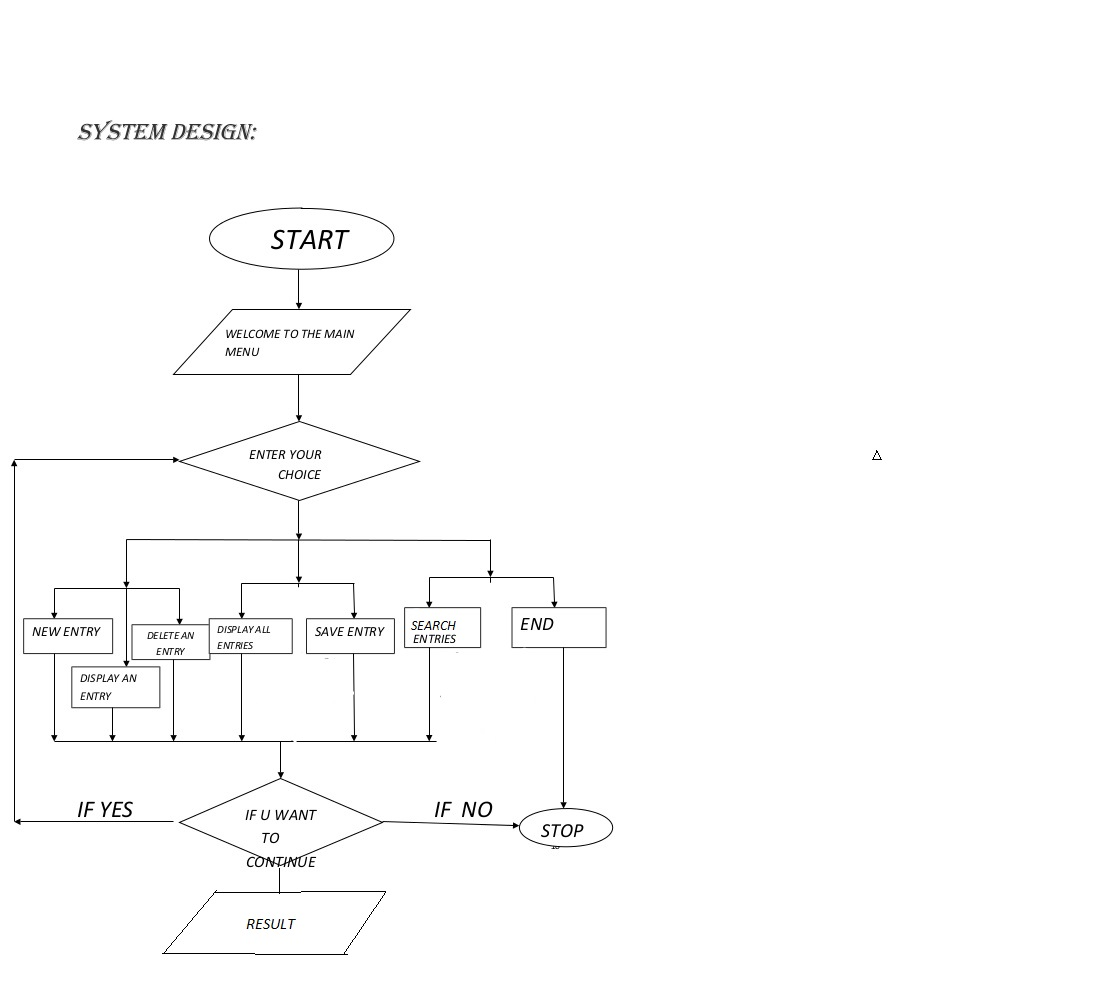 SYSTEM DESIGN:
START
WELCOME TO THE MAIN
MENU
ENTER YOUR
CHOICE
NEW ENTRY
DELETE AN
ENTRY
DISPLAY ALL
ENTRIES
SAVE ENTRY
SEARCH
ENTRIES
END
DISPLAY AN
ENTRY
IF YES
IF U WANT
TO
CONTINUE
IF NO
STOP
RESULT